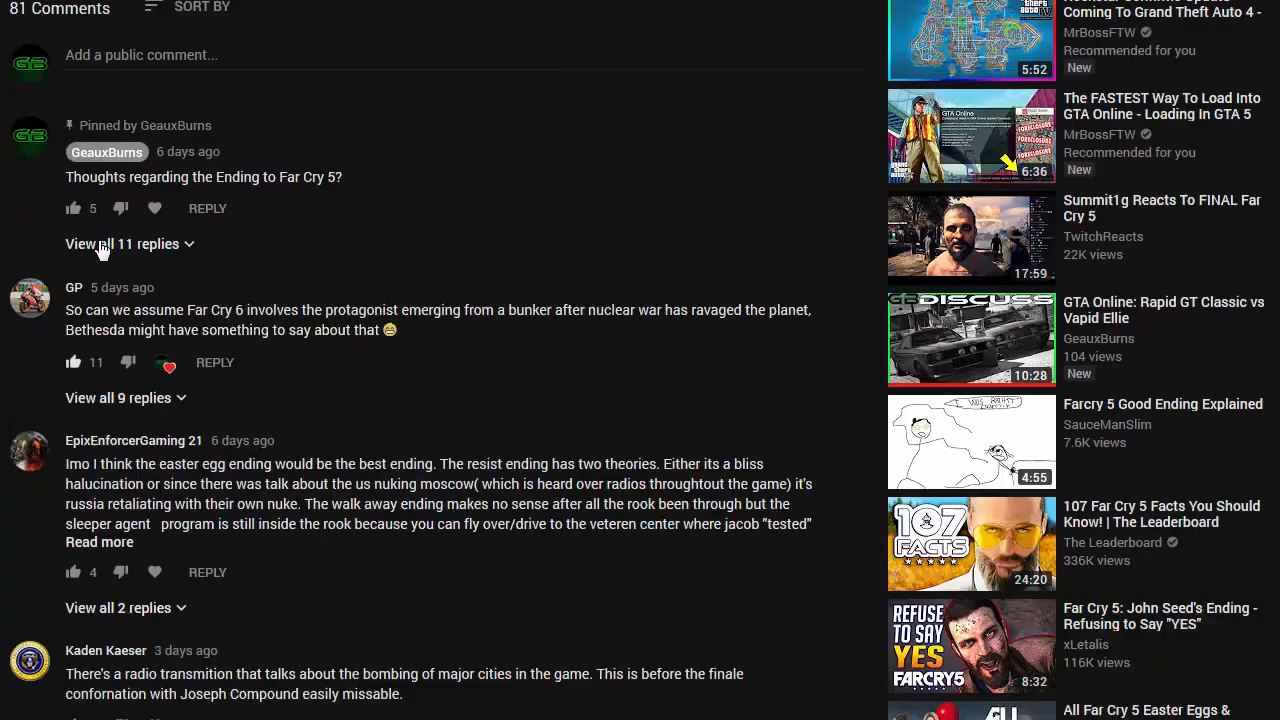 81 Comments
SORT BY
Add a public comment...
Pinned by GeauxBurns
GeauxBurns 6 days ago
Thoughts regarding the Ending to Far Cry 5?
5 REPLY
View all 11 replies
GP 5 days ago
So can we assume Far Cry 6 involves the protagonist emerging from a bunker after nuclear war has ravaged the planet,
Bethesda might have something to say about that 😄
11 REPLY
View all 9 replies
EpixEnforcerGaming 21 6 days ago
Imo I think the easter egg ending would be the best ending. The resist ending has two theories. Either its a bliss
halucination or since there was talk about the us nuking moscow( which is heard over radios throughtout the game) it's
russia retaliating with their own nuke. The walk away ending makes no sense after all the rook been through but the
sleeper agent program is still inside the rook because you can fly over/drive to the veteren center where jacob "tested"
Read more
4 REPLY
View all 2 replies
Kaden Kaeser 3 days ago
There's a radio transmition that talks about the bombing of major cities in the game. This is before the finale
confornation with Joseph Compound easily missable.
Coming To Grand Theft Auto 4 -
MrBossFTW
Recommended for you
New
5:52
The FASTEST Way To Load Into
GTA Online - Loading In GTA 5
MrBossFTW
Recommended for you
New
GTA Online
FORECLOSURE
FORECLOSURE
6:36
Summit1g Reacts To FINAL Far
Cry 5
TwitchReacts
22K views
17:59
GTA Online: Rapid GT Classic vs
Vapid Ellie
GeauxBurns
104 views
New
GB DISCUSS
10:28
Farcry 5 Good Ending Explained
SauceManSlim
7.6K views
4:55
107 Far Cry 5 Facts You Should
Know! | The Leaderboard
The Leaderboard
336K views
107
FACTS
24:20
Far Cry 5: John Seed's Ending -
Refusing to Say "YES"
xLetalis
116K views
REFUSE
TO SAY
YES
FARCRY5
8:32
All Far Cry 5 Easter Eggs &
ALL